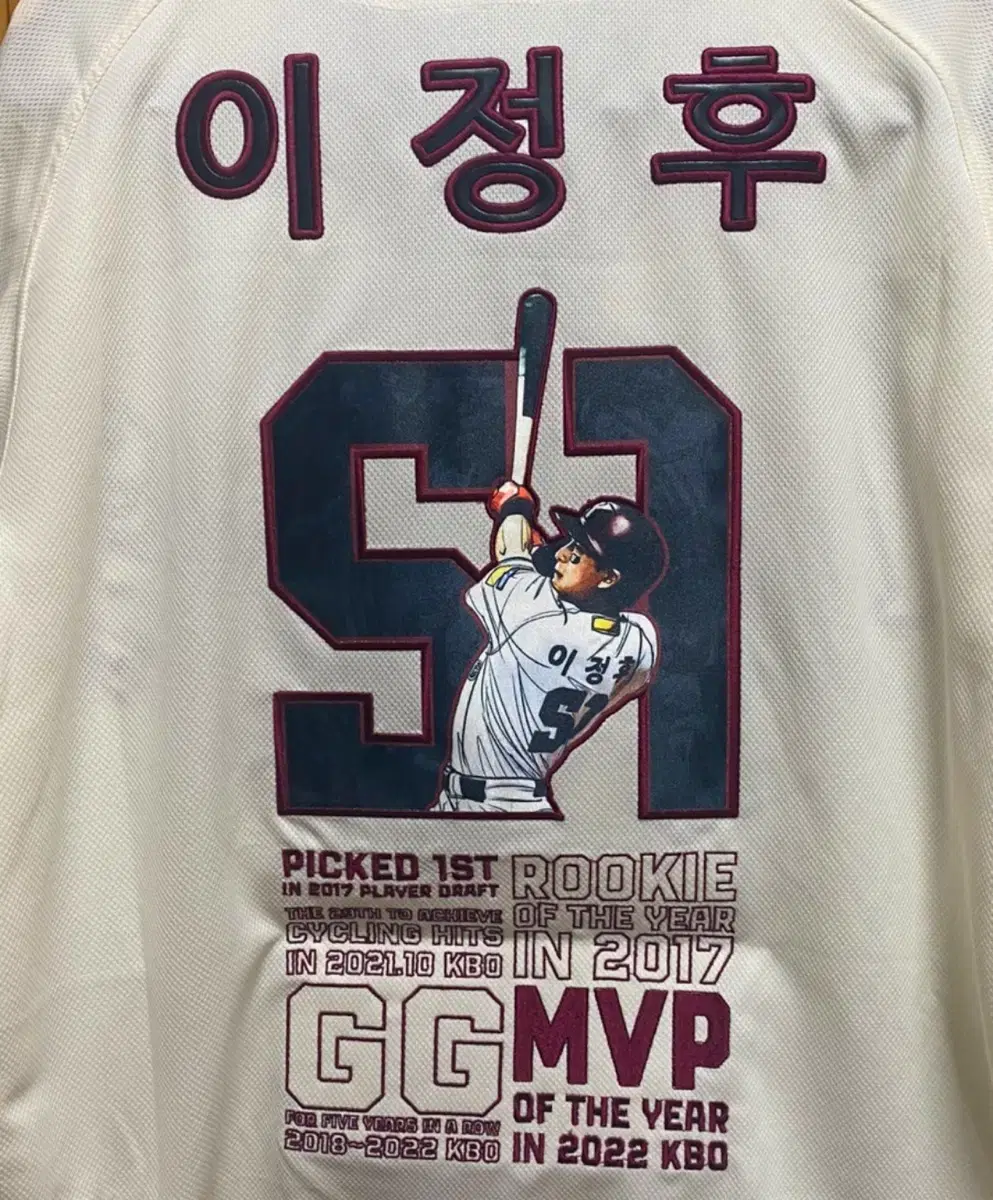 이정후
51
이정후
51
PICKED 1ST
IN 2017 PLAYER DRAFT
THE 29TH TO ACHIEVE
CYCLING HITS
IN 2021.10 KBO
ROOKIE
OF THE YEAR
IN 2017
GG
FOR FIVE YEARS IN A ROW
2018~2022 KBO
MVP
OF THE YEAR
IN 2022 KBO